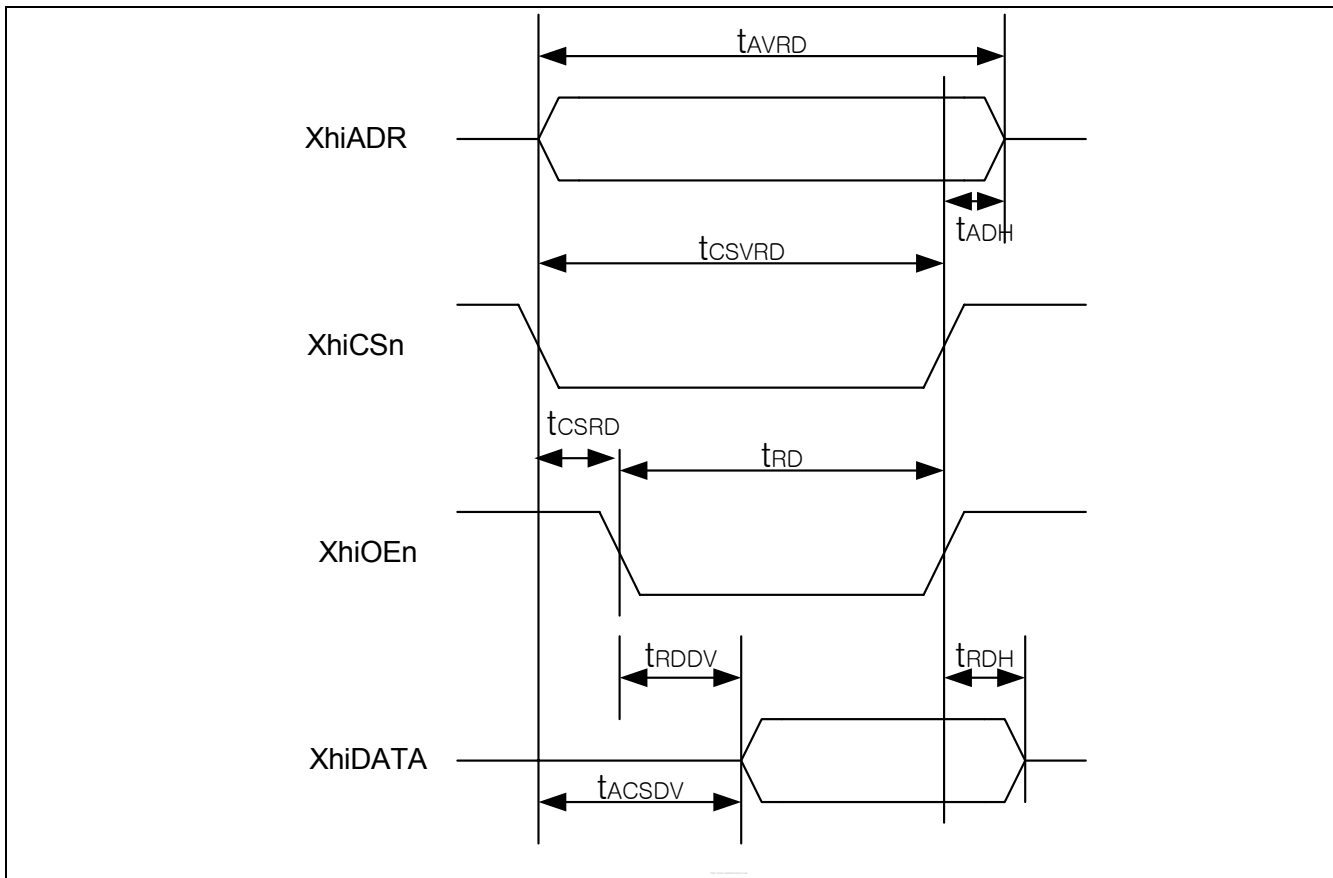 tAVRD
XhiADR
tADH
tCSVRD
XhiCSn
tCSRD
tRD
XhiOEn
tRDDV
tRDH
XhiDATA
tACSDV